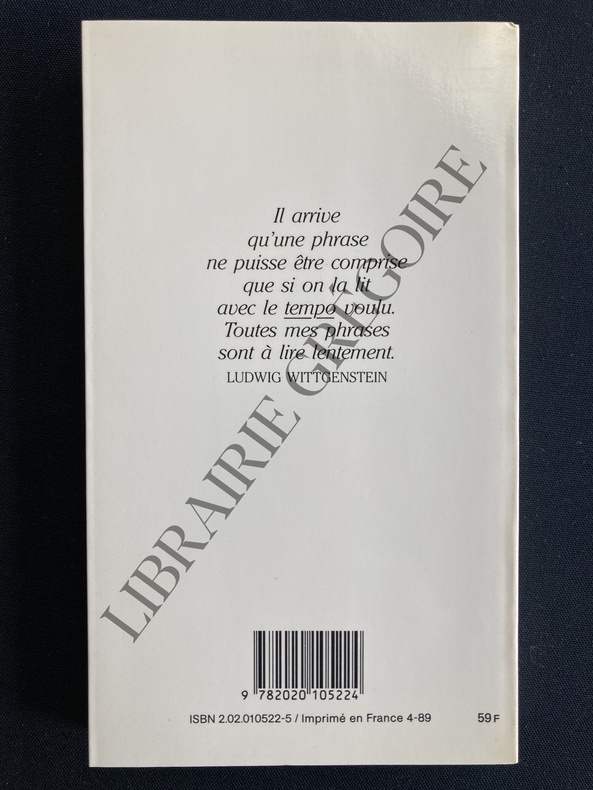 Il arrive
qu'une phrase
ne puisse être comprise
que si on la lit
avec le tempo voulu.
Toutes mes phrases
sont à lire lentement.
LUDWIG WITTGENSTEIN
LIBRAIRIE GRÉGOIRE
9 782020 105224
ISBN 2.02.010522-5 / Imprimé en France 4-89 59 F